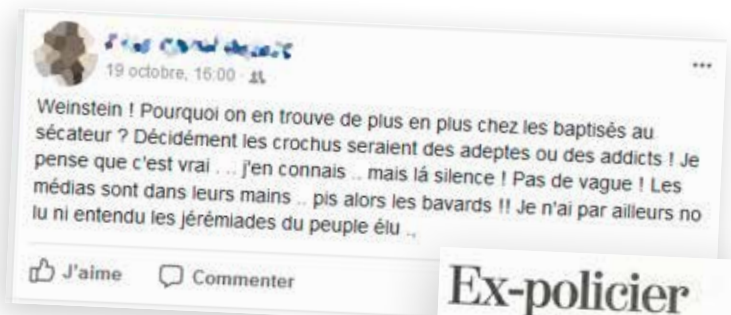 19 octobre, 16:00
Weinstein ! Pourquoi on en trouve de plus en plus chez les baptisés au
sécateur ? Décidément les crochus seraient des adeptes ou des addicts ! Je
pense que c'est vrai . .. j'en connais .. mais lá silence ! Pas de vague ! Les
médias sont dans leurs mains .. pis alors les bavards !! Je n'ai par ailleurs no
lu ni entendu les jérémiades du peuple élu ..
J'aime Commenter
Ex-policier